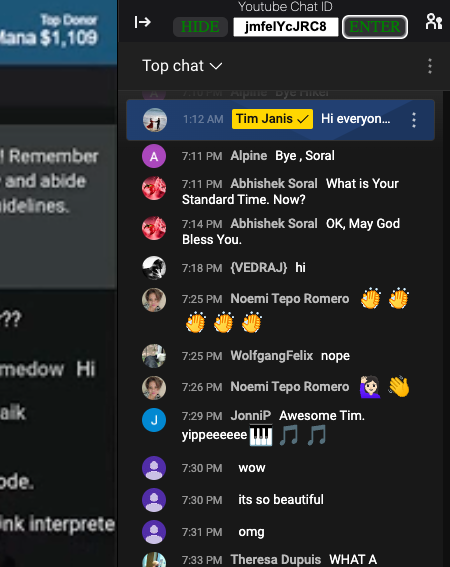 Top Donor
Mana $1,109
Youtube Chat ID
HIDE
jmfelYcJRC8
ENTER
Top chat
Alpine Bye Hiker
1:12 AM Tim Janis Hi everyon...
! Remember
and abide
idelines.
7:11 PM Alpine Bye , Soral
7:11 PM Abhishek Soral What is Your
Standard Time. Now?
7:14 PM Abhishek Soral OK, May God
Bless You.
7:18 PM {VEDRAJ} hi
7:25 PM Noemi Tepo Romero
??
7:25 PM WolfgangFelix nope
medow Hi
7:26 PM Noemi Tepo Romero
alk
7:29 PM JonniP Awesome Tim.
yippeeeeee
7:30 PM wow
ode.
7:30 PM its so beautiful
ink interprete
7:31 PM omg
7:33 PM Theresa Dupuis WHAT A